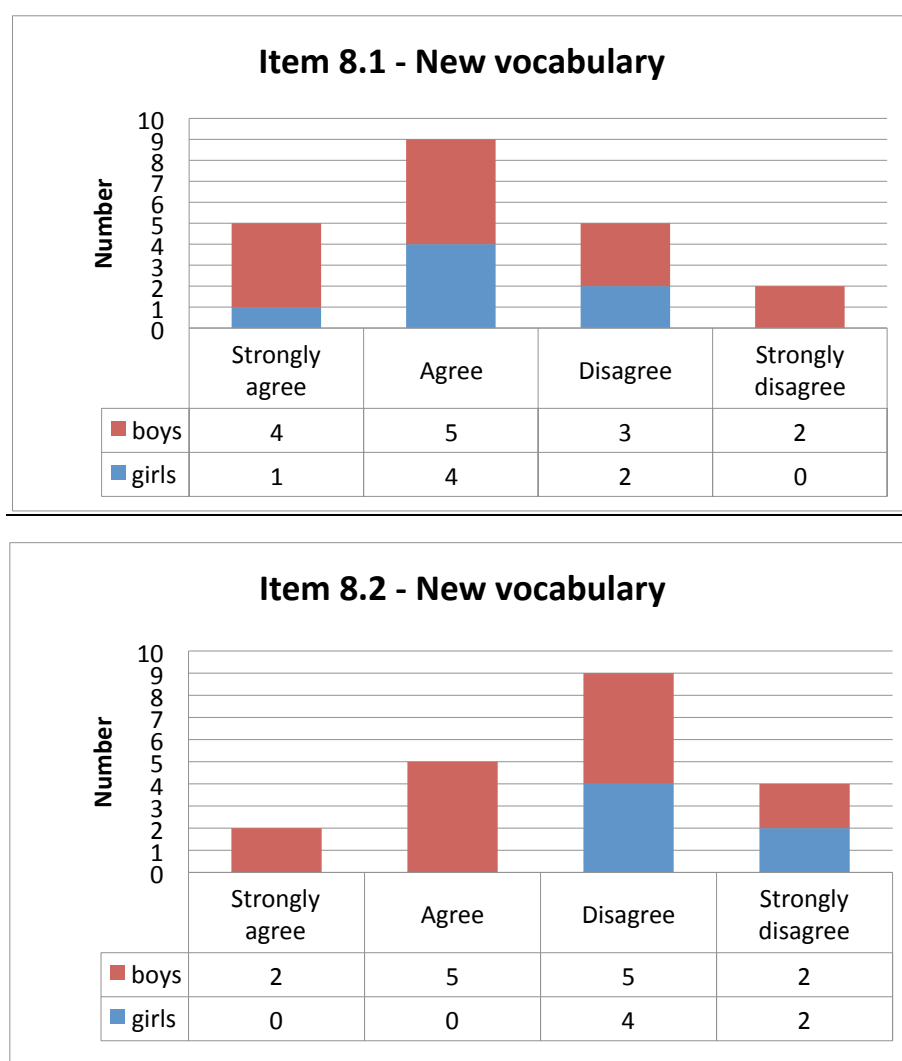 Item 8.1 - New vocabulary
10
9
8
7
6
5
4
3
2
1
0
Number
Strongly agree Agree Disagree Strongly disagree
boys 4 5 3 2
girls 1 4 2 0
Item 8.2 - New vocabulary
10
9
8
7
6
5
4
3
2
1
0
Number
Strongly agree Agree Disagree Strongly disagree
boys 2 5 5 2
girls 0 0 4 2